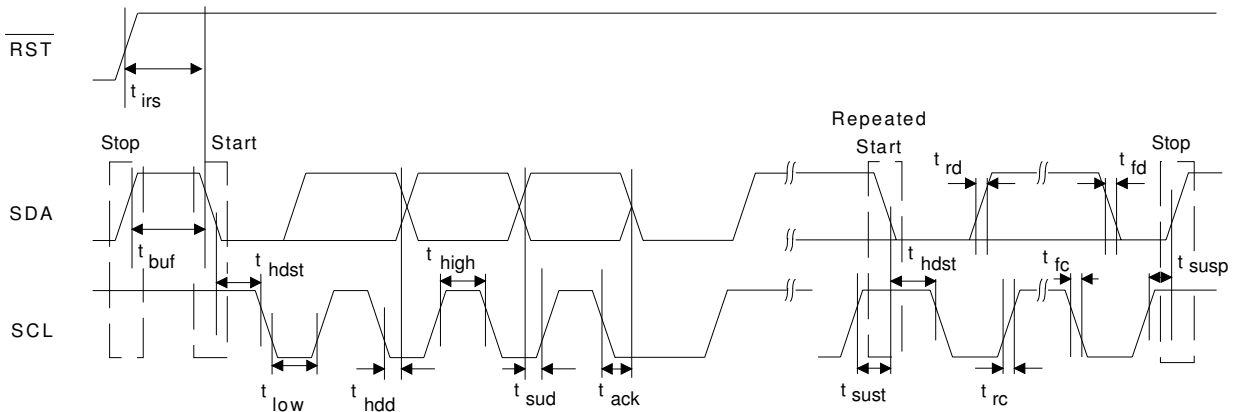 RST
t irs
Repeated
Stop Start Start Stop
t rd t fd
SDA
t buf t hdst t high t hdst t fc t susp
SCL
t low t hdd t sud t ack t sust t rc